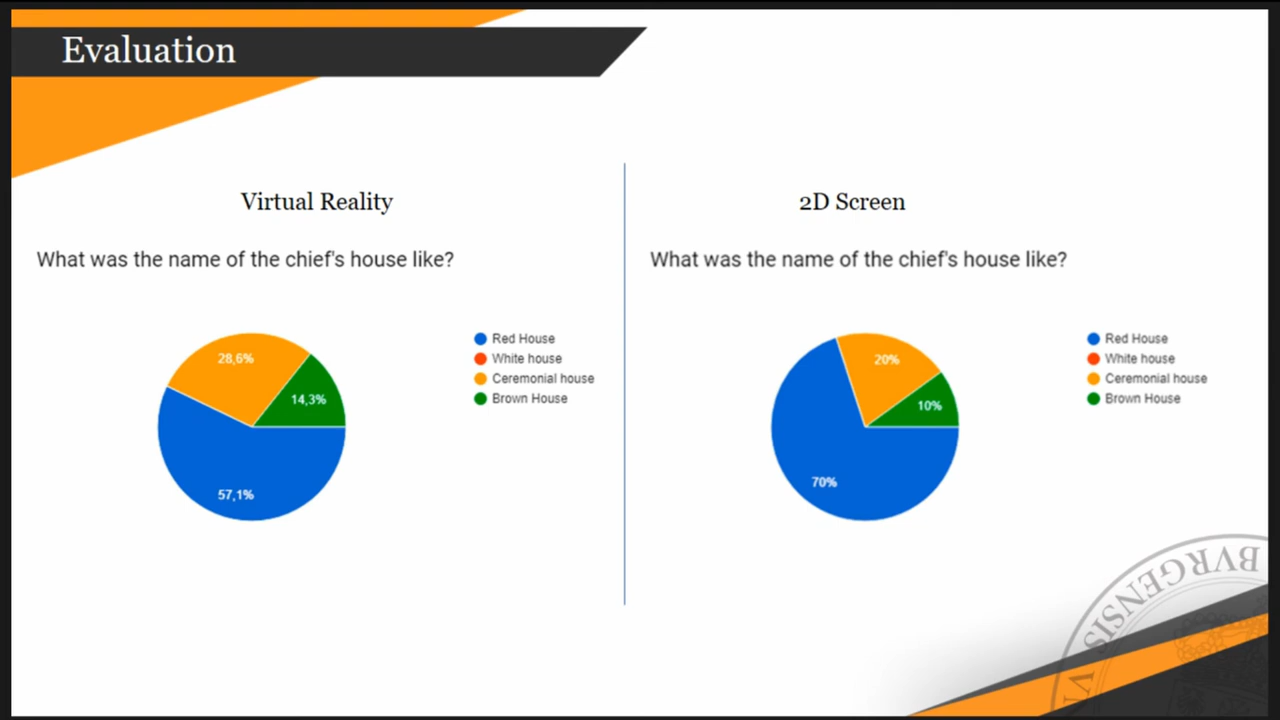 Evaluation
Virtual Reality
What was the name of the chief's house like?
28,6%
14,3%
57,1%
Red House
White house
Ceremonial house
Brown House
2D Screen
What was the name of the chief's house like?
20%
10%
70%
Red House
White house
Ceremonial house
Brown House
BVRGENSIS